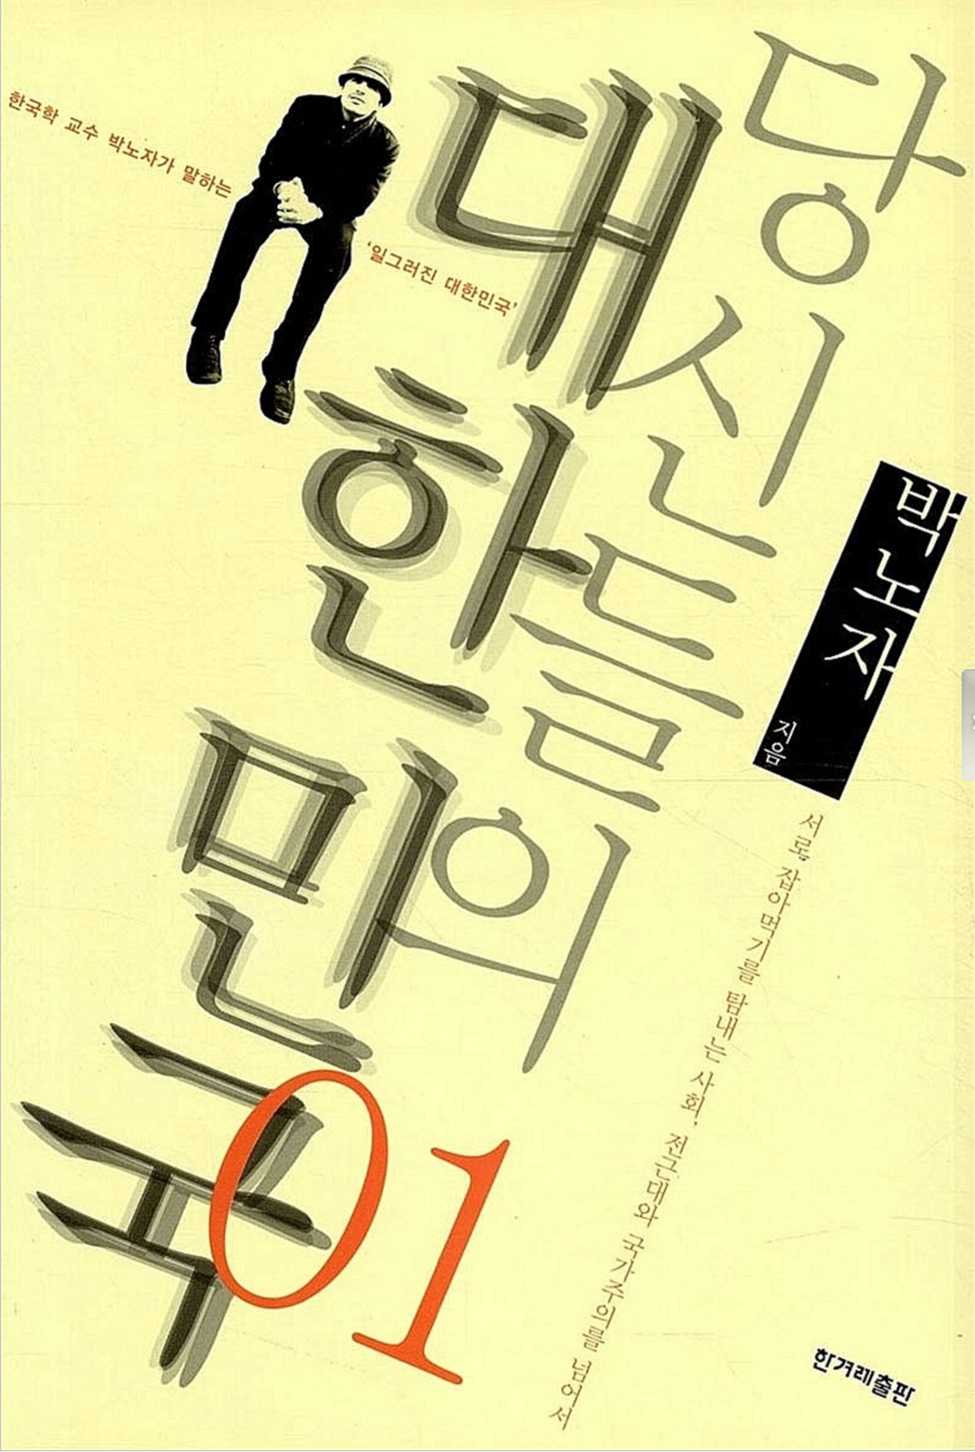 한국학 교수 박노자가 말하는
'일그러진 대한민국'
당신들의
대한민국
01
박노자
지음
서로 잡아먹기를 탐내는 사회, 전근대와 국가주의를 넘어서
한겨레출판